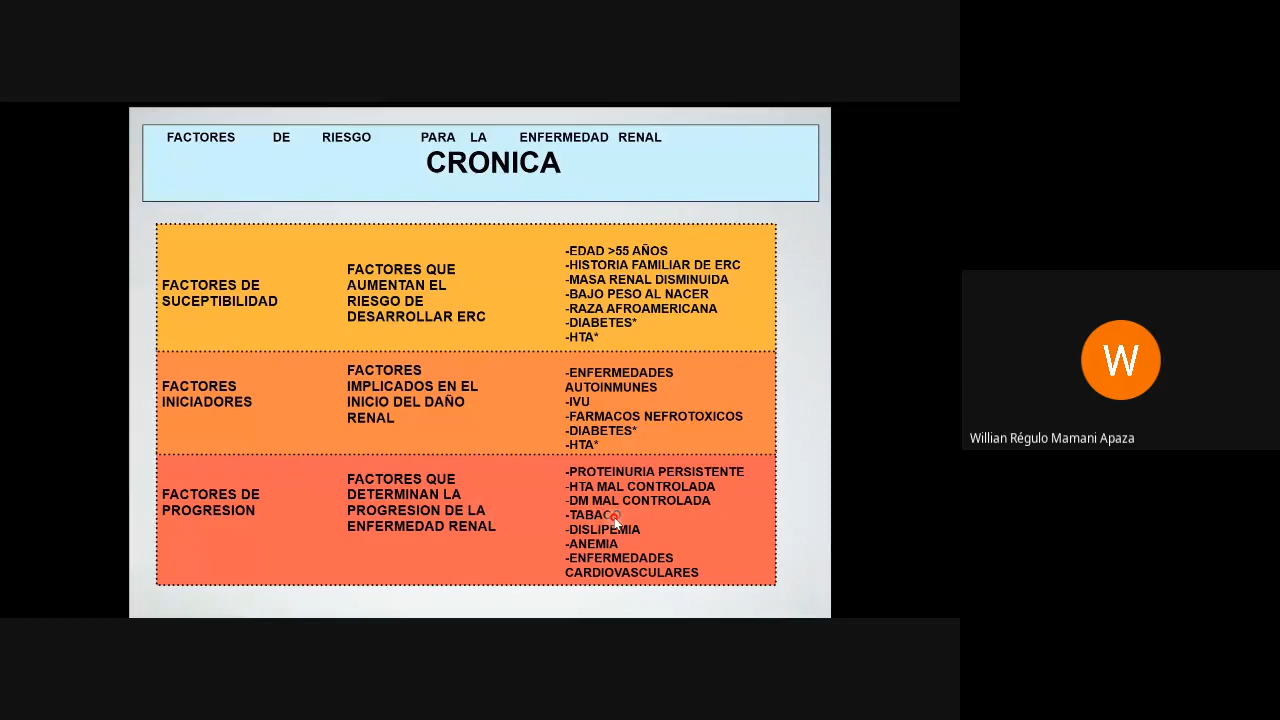 FACTORES DE RIESGO PARA LA ENFERMEDAD RENAL
CRONICA
FACTORES DE
SUCEPTIBILIDAD
FACTORES QUE
AUMENTAN EL
RIESGO DE
DESARROLLAR ERC
-EDAD >55 AÑOS
-HISTORIA FAMILIAR DE ERC
-MASA RENAL DISMINUIDA
-BAJO PESO AL NACER
-RAZA AFROAMERICANA
-DIABETES*
-HTA*
FACTORES
INICIADORES
FACTORES
IMPLICADOS EN EL
INICIO DEL DAÑO
RENAL
-ENFERMEDADES
AUTOINMUNES
-IVU
-FARMACOS NEFROTOXICOS
-DIABETES*
-HTA*
FACTORES DE
PROGRESION
FACTORES QUE
DETERMINAN LA
PROGRESION DE LA
ENFERMEDAD RENAL
-PROTEINURIA PERSISTENTE
-HTA MAL CONTROLADA
-DM MAL CONTROLADA
-TABACO
-DISLIPEMIA
-ANEMIA
-ENFERMEDADES
CARDIOVASCULARES
W
Willian Régulo Mamani Apaza